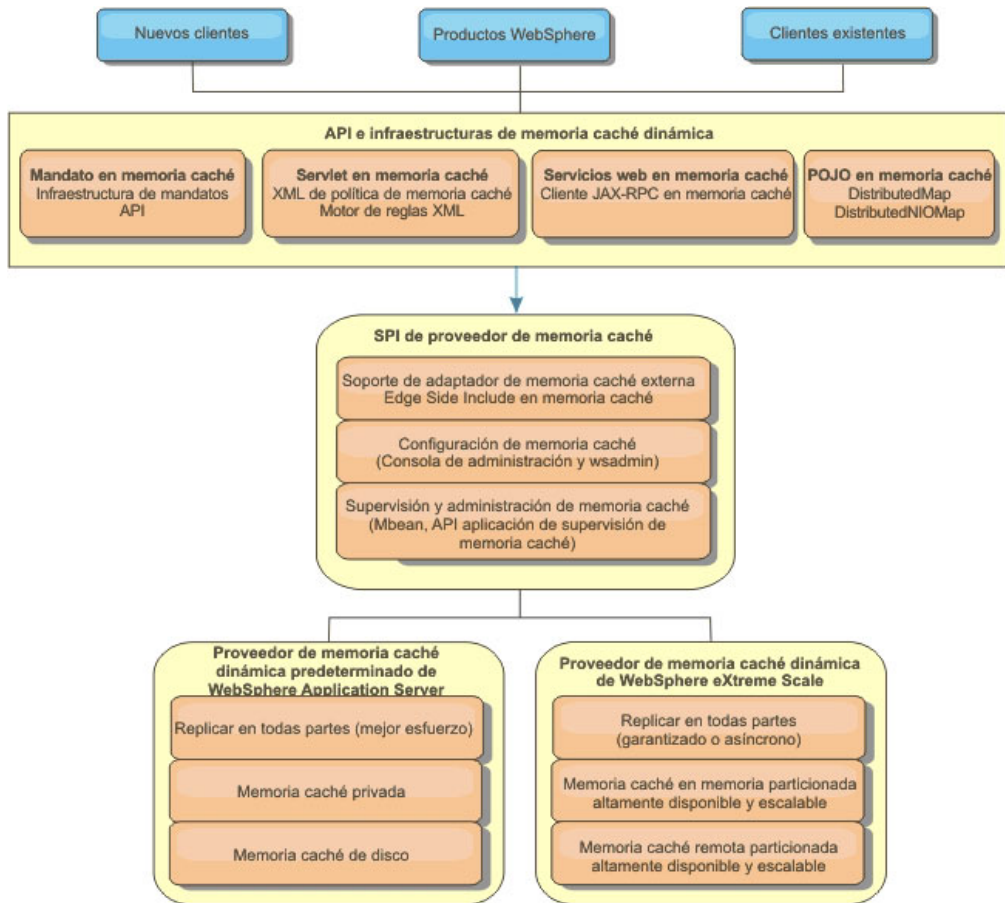 Nuevos clientes
Productos WebSphere
Clientes existentes
API e infraestructuras de memoria caché dinámica
Mandato en memoria caché
Infraestructura de mandatos
API
Servlet en memoria caché
XML de política de memoria caché
Motor de reglas XML
Servicios web en memoria caché
Cliente JAX-RPC en memoria caché
POJO en memoria caché
DistributedMap
DistributedNIOMap
SPI de proveedor de memoria caché
Soporte de adaptador de memoria caché externa
Edge Side Include en memoria caché
Configuración de memoria caché
(Consola de administración y wsadmin)
Supervisión y administración de memoria caché
(Mbean, API aplicación de supervisión de
memoria caché)
Proveedor de memoria caché
dinámica predeterminado de
WebSphere Application Server
Replicar en todas partes (mejor esfuerzo)
Memoria caché privada
Memoria caché de disco
Proveedor de memoria caché dinámica
de WebSphere eXtreme Scale
Replicar en todas partes
(garantizado o asíncrono)
Memoria caché en memoria particionada
altamente disponible y escalable
Memoria caché remota particionada
altamente disponible y escalable